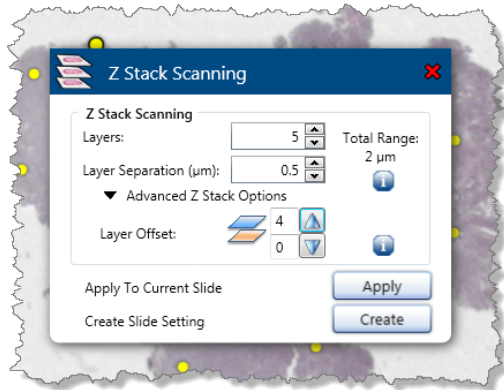 Z Stack Scanning
Z Stack Scanning
Layers: 5 Total Range:
2 µm
Layer Separation (µm): 0.5
Advanced Z Stack Options
Layer Offset: 4
0
Apply To Current Slide Apply
Create Slide Setting Create